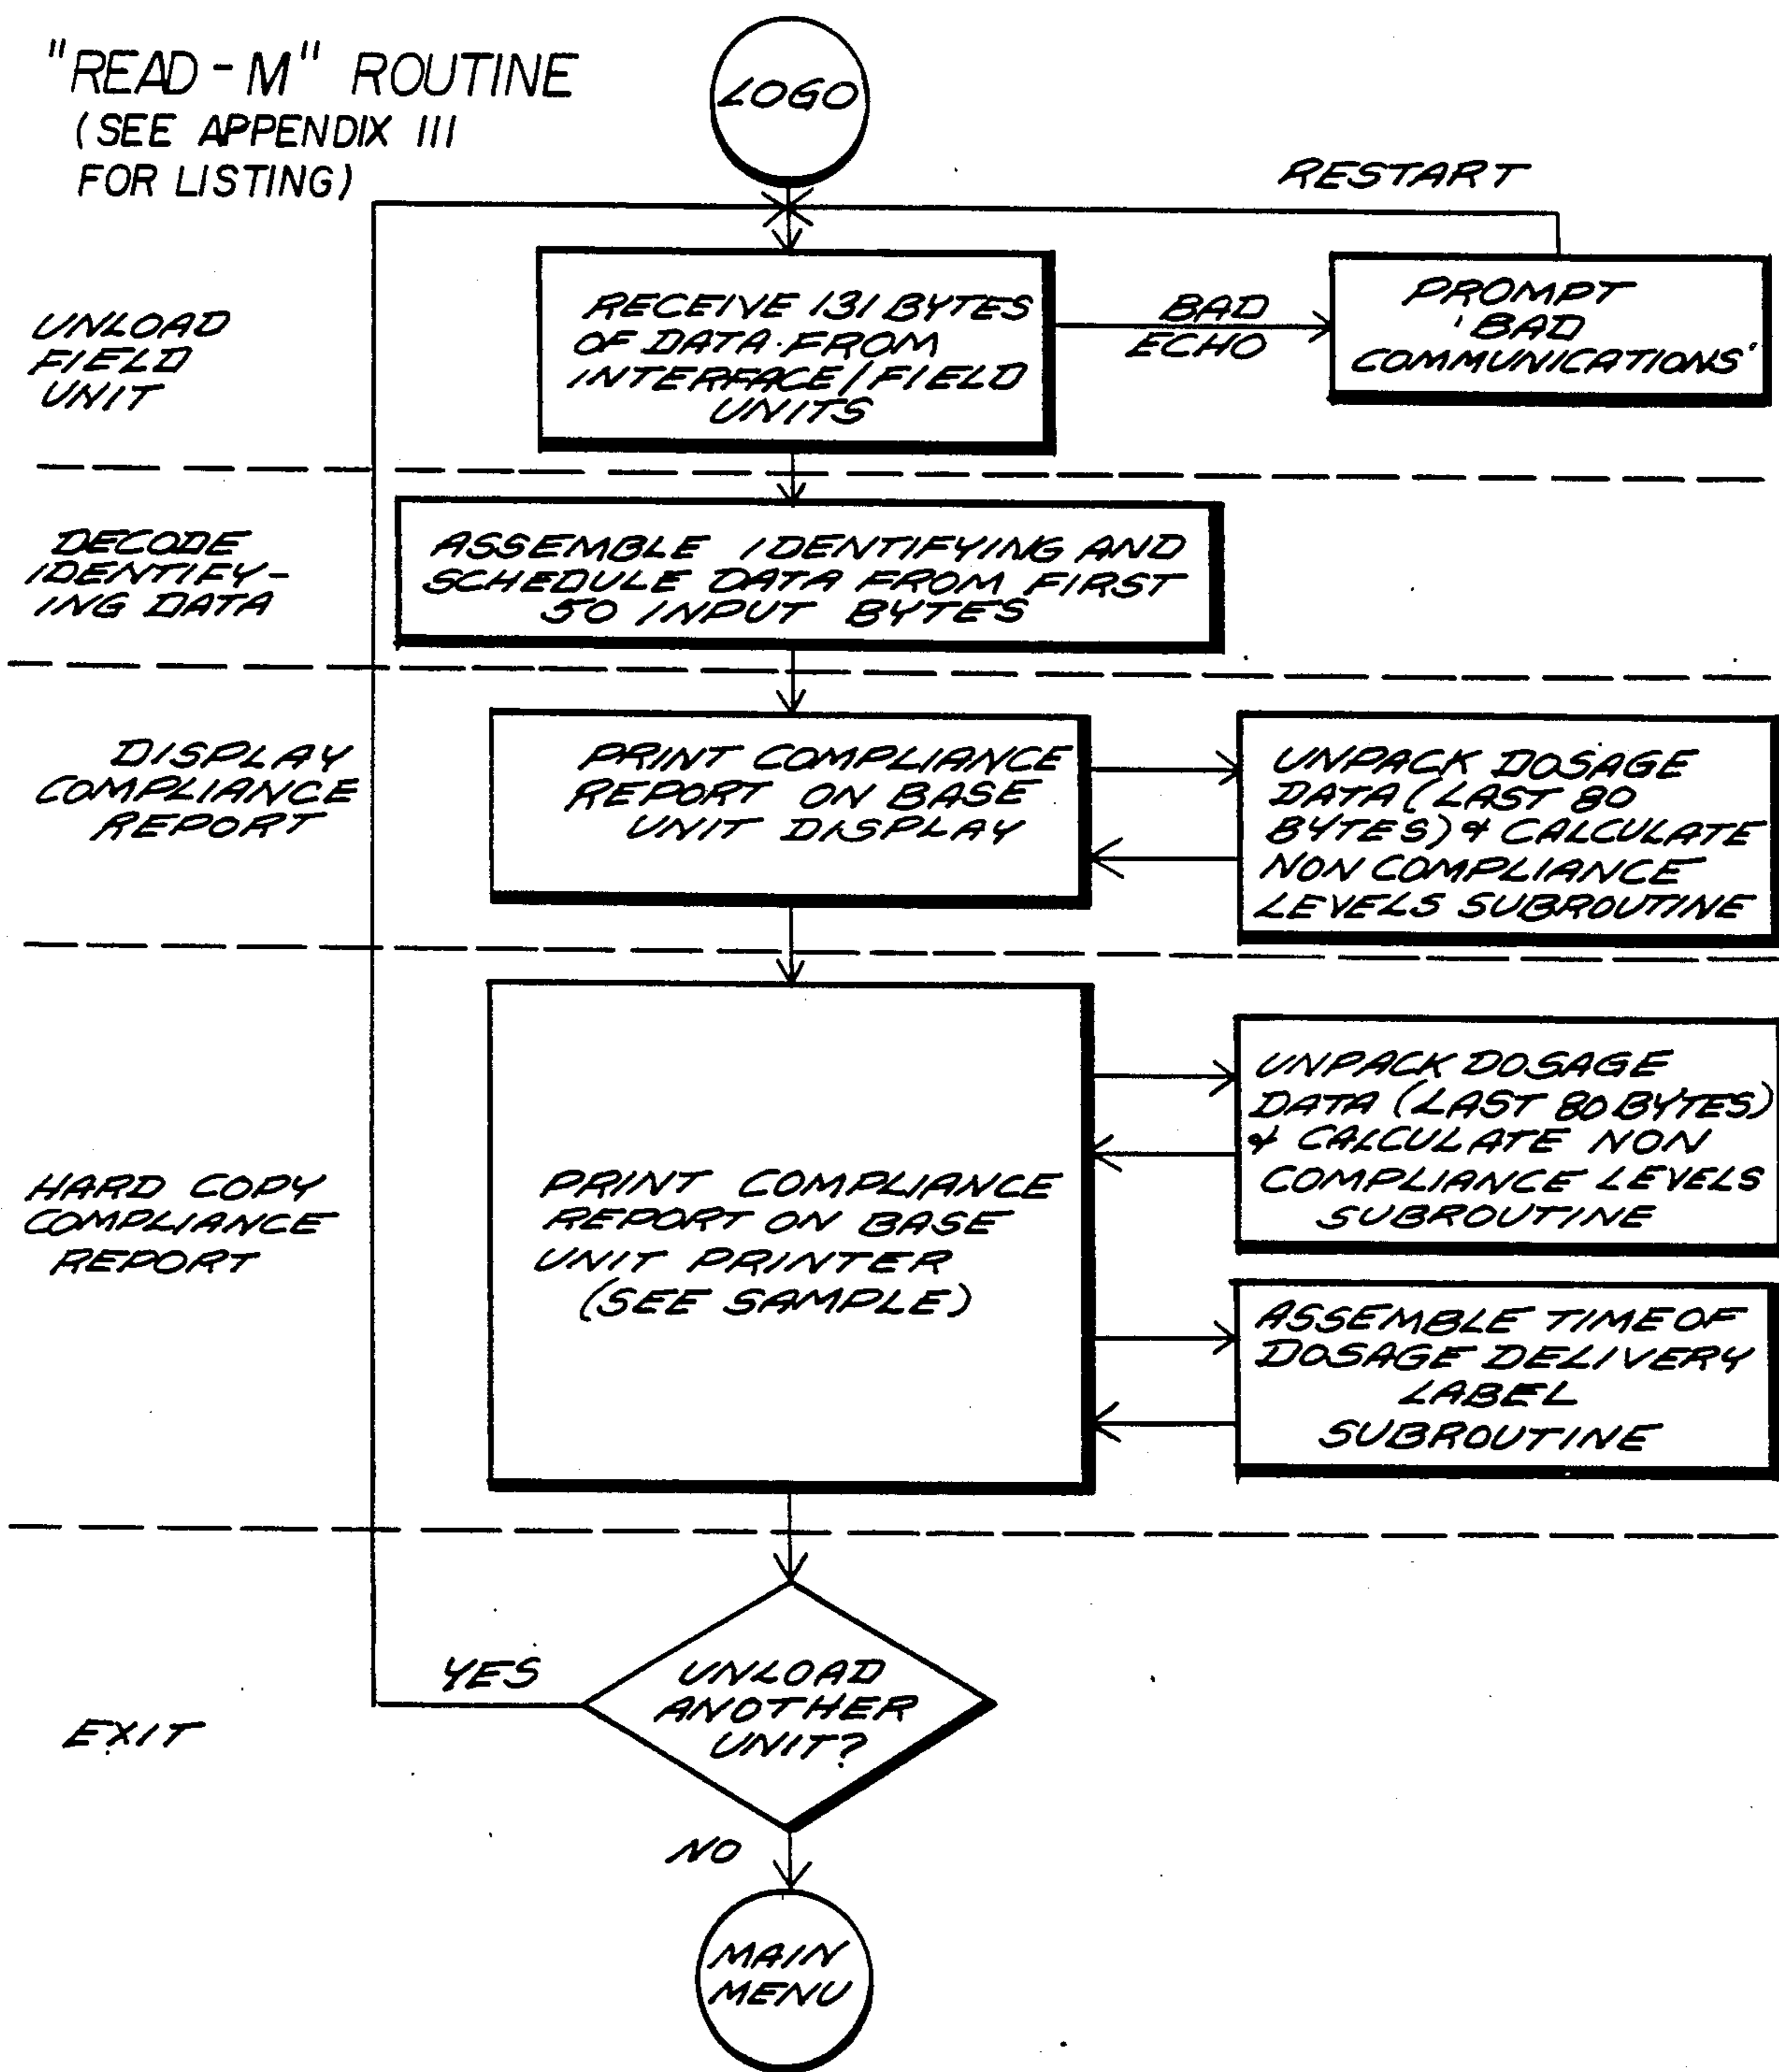 "READ-M" ROUTINE
(SEE APPENDIX III
FOR LISTING)
LOGO
RESTART
UNLOAD
FIELD
UNIT
RECEIVE 131 BYTES
OF DATA FROM
INTERFACE/FIELD
UNITS
BAD
ECHO
PROMPT
'BAD
COMMUNICATIONS'
DECODE
IDENTIFY-
ING DATA
ASSEMBLE IDENTIFYING AND
SCHEDULE DATA FROM FIRST
50 INPUT BYTES
DISPLAY
COMPLIANCE
REPORT
PRINT COMPLIANCE
REPORT ON BASE
UNIT DISPLAY
UNPACK DOSAGE
DATA (LAST 80
BYTES) & CALCULATE
NON COMPLIANCE
LEVELS SUBROUTINE
HARD COPY
COMPLIANCE
REPORT
PRINT COMPLIANCE
REPORT ON BASE
UNIT PRINTER
(SEE SAMPLE)
UNPACK DOSAGE
DATA (LAST 80 BYTES)
& CALCULATE NON
COMPLIANCE LEVELS
SUBROUTINE
ASSEMBLE TIME OF
DOSAGE DELIVERY
LABEL
SUBROUTINE
EXIT
YES
UNLOAD
ANOTHER
UNIT?
NO
MAIN
MENU